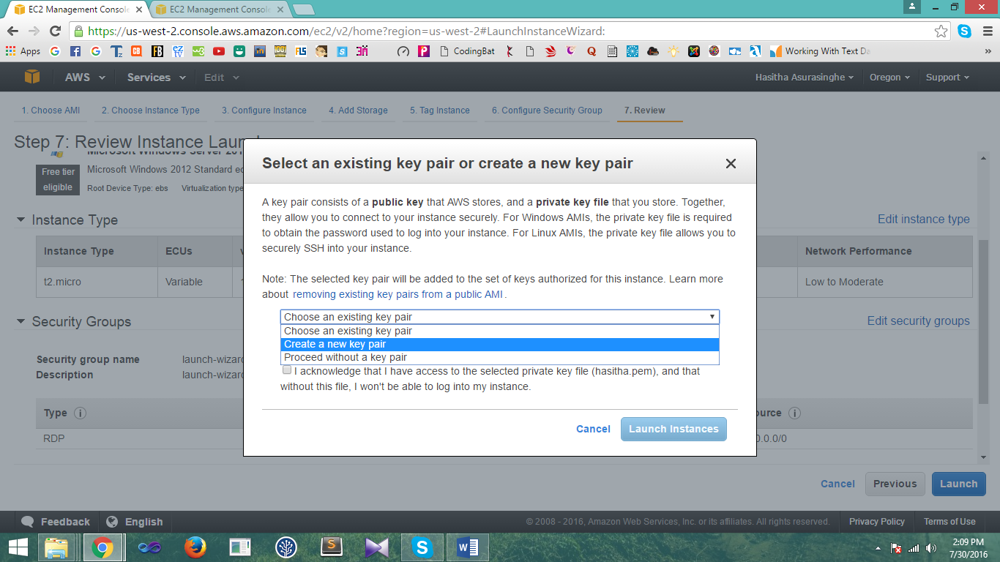 EC2 Management Console
EC2 Management Console
https://us-west-2.console.aws.amazon.com/ec2/v2/home?region=us-west-2#LaunchInstanceWizard:
Apps
CodingBat
Working With Text Da
»
AWS
Services
Edit
Hasitha Asurasinghe
Oregon
Support
1. Choose AMI
2. Choose Instance Type
3. Configure Instance
4. Add Storage
5. Tag Instance
6. Configure Security Group
7. Review
Step 7: Review Instance Laun
Microsoft Windows Server 201
Free tier
eligible
Microsoft Windows 2012 Standard ed
Root Device Type: ebs
Virtualization type
Instance Type
Edit instance type
Instance Type
ECUs
Network Performance
t2.micro
Variable
Low to Moderate
Security Groups
Edit security groups
Security group name
launch-wizard
Description
launch-wizard
Type
ource
RDP
0.0.0/0
Select an existing key pair or create a new key pair
A key pair consists of a public key that AWS stores, and a private key file that you store. Together,
they allow you to connect to your instance securely. For Windows AMIs, the private key file is required
to obtain the password used to log into your instance. For Linux AMIs, the private key file allows you to
securely SSH into your instance.
Note: The selected key pair will be added to the set of keys authorized for this instance. Learn more
about removing existing key pairs from a public AMI.
Choose an existing key pair
Choose an existing key pair
Create a new key pair
Proceed without a key pair
I acknowledge that I have access to the selected private key file (hasitha.pem), and that
without this file, I won't be able to log into my instance.
Cancel
Launch Instances
Cancel
Previous
Launch
Feedback
English
© 2008 - 2016, Amazon Web Services, Inc. or its affiliates. All rights reserved.
Privacy Policy
Terms of Use
2:09 PM
7/30/2016